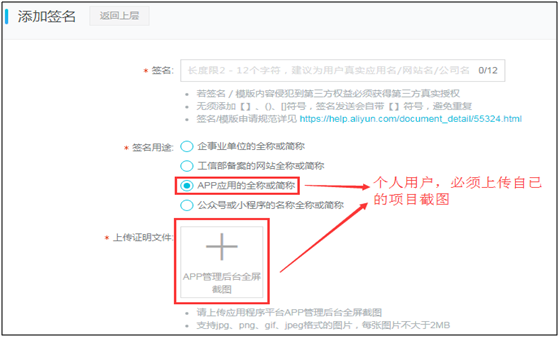 添加签名 返回上层
* 签名: 长度限2 - 12个字符，建议为用户真实应用名/网站名/公司名 0/12
• 若签名 / 模版内容侵犯到第三方权益必须获得第三方真实授权
• 无须添加【 】、()、[]符号，签名发送会自带【 】符号，避免重复
• 签名/模版申请规范详见 https://help.aliyun.com/document_detail/55324.html
* 签名用途: 企事业单位的全称或简称
工信部备案的网站全称或简称
APP应用的全称或简称
公众号或小程序的名称全称或简称
个人用户，必须上传自已
的项目截图
* 上传证明文件:
APP管理后台全屏
截图
• 请上传应用程序平台APP管理后台全屏截图
• 支持jpg、png、gif、jpeg格式的图片，每张图片不大于2MB